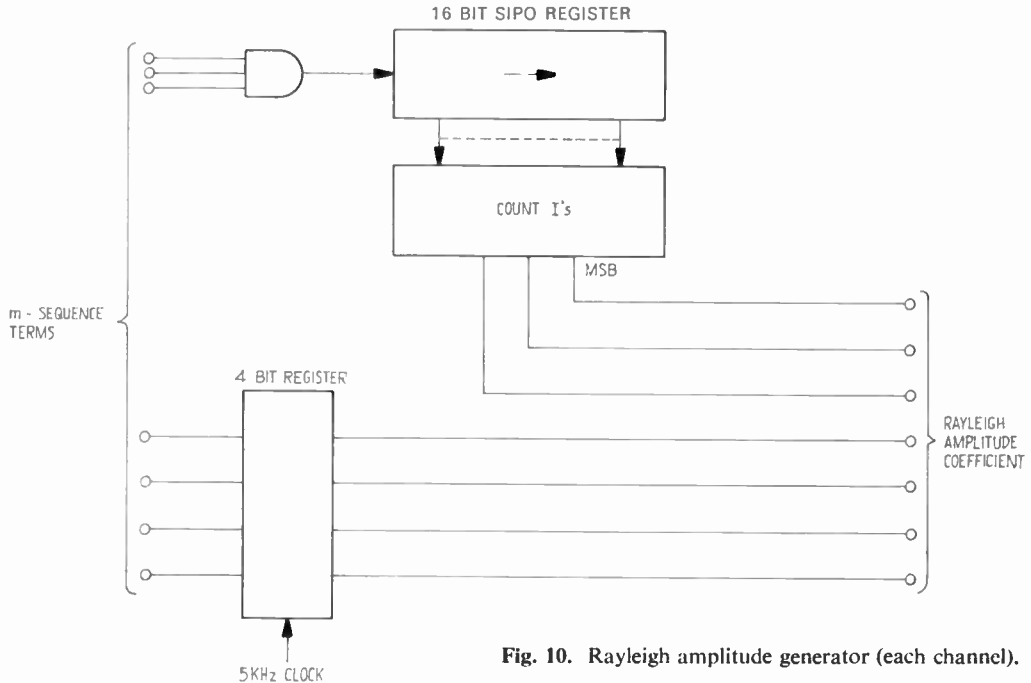 16 BIT SIPO REGISTER
COUNT I's
MSB
m - SEQUENCE
TERMS
4 BIT REGISTER
RAYLEIGH
AMPLITUDE
COEFFICIENT
5KHz CLOCK
Fig. 10. Rayleigh amplitude generator (each channel).